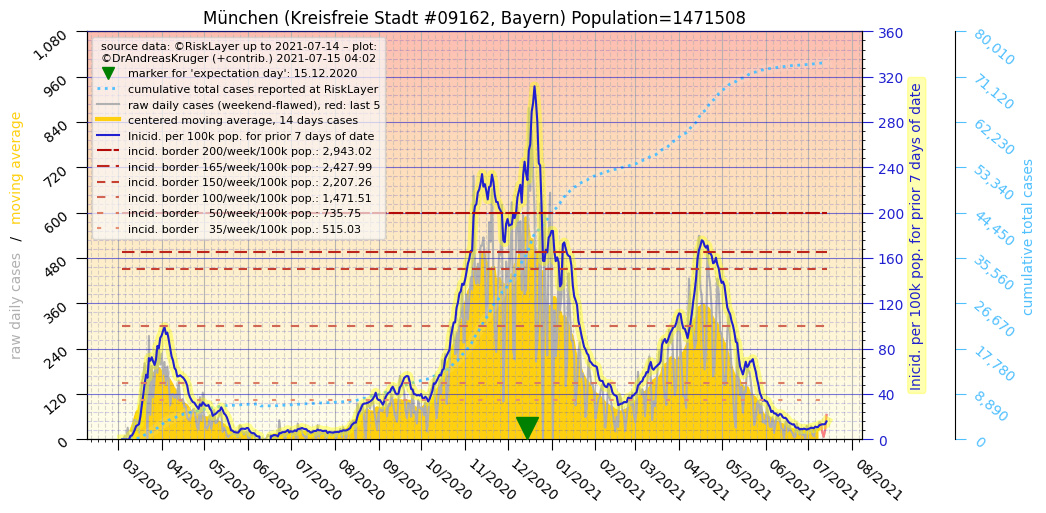 München (Kreisfreie Stadt #09162, Bayern) Population=1471508
source data: ©RiskLayer up to 2021-07-14 – plot:
©DrAndreasKruger (+contrib.) 2021-07-15 04:02
marker for 'expectation day': 15.12.2020
cumulative total cases reported at RiskLayer
raw daily cases (weekend-flawed), red: last 5
centered moving average, 14 days cases
Inicid. per 100k pop. for prior 7 days of date
incid. border 200/week/100k pop.: 2,943.02
incid. border 165/week/100k pop.: 2,427.99
incid. border 150/week/100k pop.: 2,207.26
incid. border 100/week/100k pop.: 1,471.51
incid. border 50/week/100k pop.: 735.75
incid. border 35/week/100k pop.: 515.03
raw daily cases / moving average
1,080
960
840
720
600
480
360
240
120
0
03/2020
04/2020
05/2020
06/2020
07/2020
08/2020
09/2020
10/2020
11/2020
12/2020
01/2021
02/2021
03/2021
04/2021
05/2021
06/2021
07/2021
08/2021
360
320
280
240
200
160
120
80
40
0
Inicid. per 100k pop. for prior 7 days of date
80,010
71,120
62,230
53,340
44,450
35,560
26,670
17,780
8,890
0
cumulative total cases